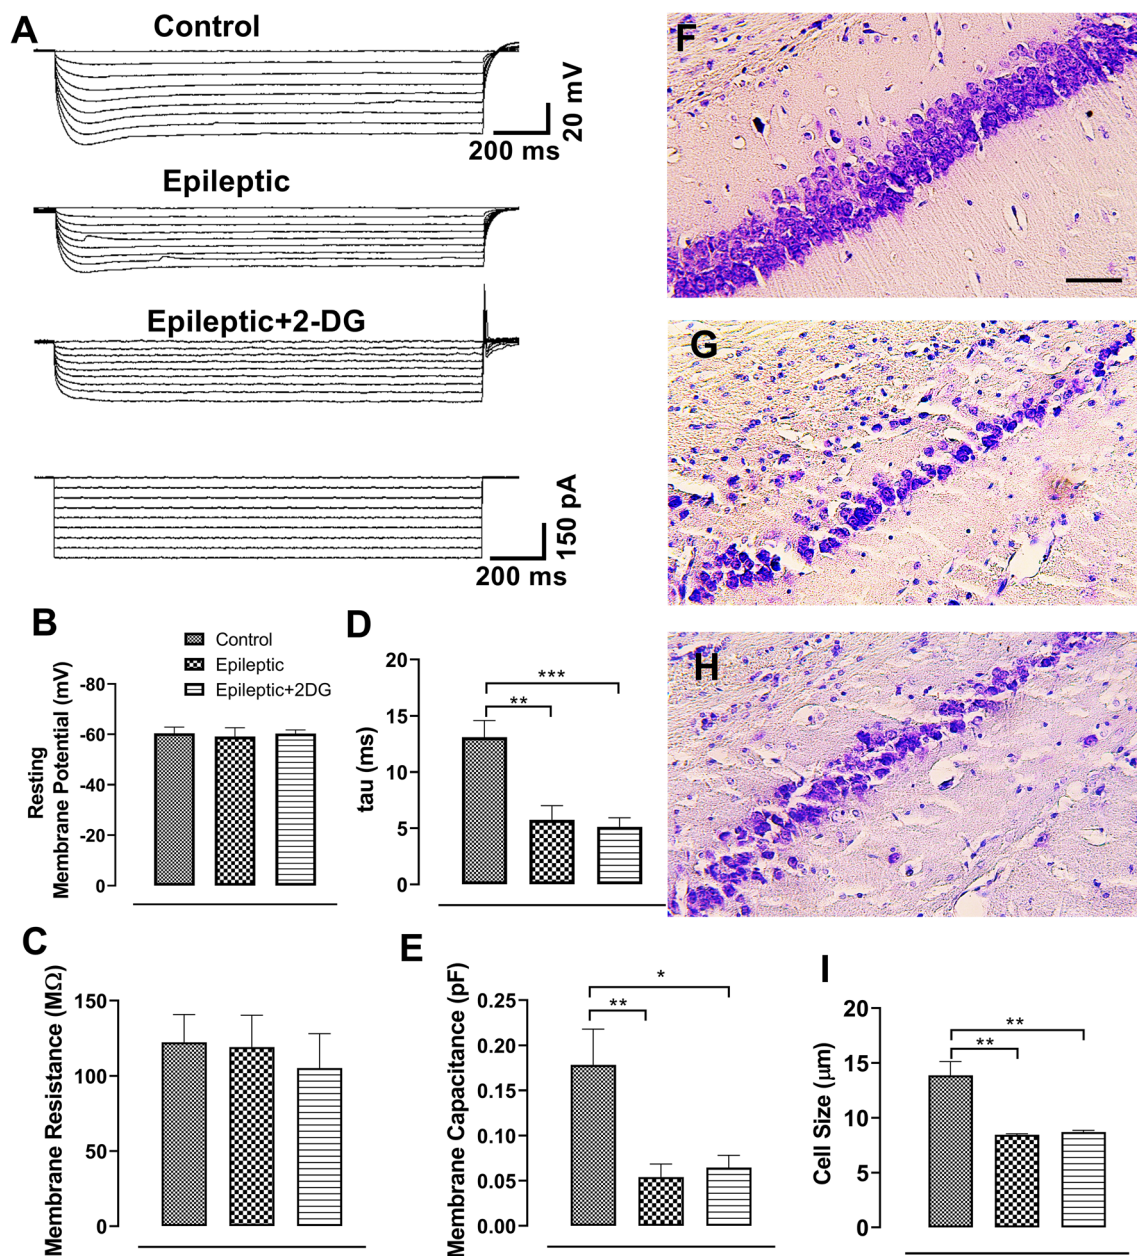 A
Control
20 mV
200 ms
Epileptic
Epileptic+2-DG
150 pA
200 ms
B
Control
Epileptic
Epileptic+2DG
Resting
Membrane Potential (mV)
-80
-60
-40
-20
0
D
tau (ms)
20
15
10
5
0
***
**
C
Membrane Resistance (MΩ)
150
100
50
0
E
Membrane Capacitance (pF)
0.25
0.20
0.15
0.10
0.05
0.00
*
**
F
G
H
I
Cell Size (μm)
20
15
10
5
0
**
**